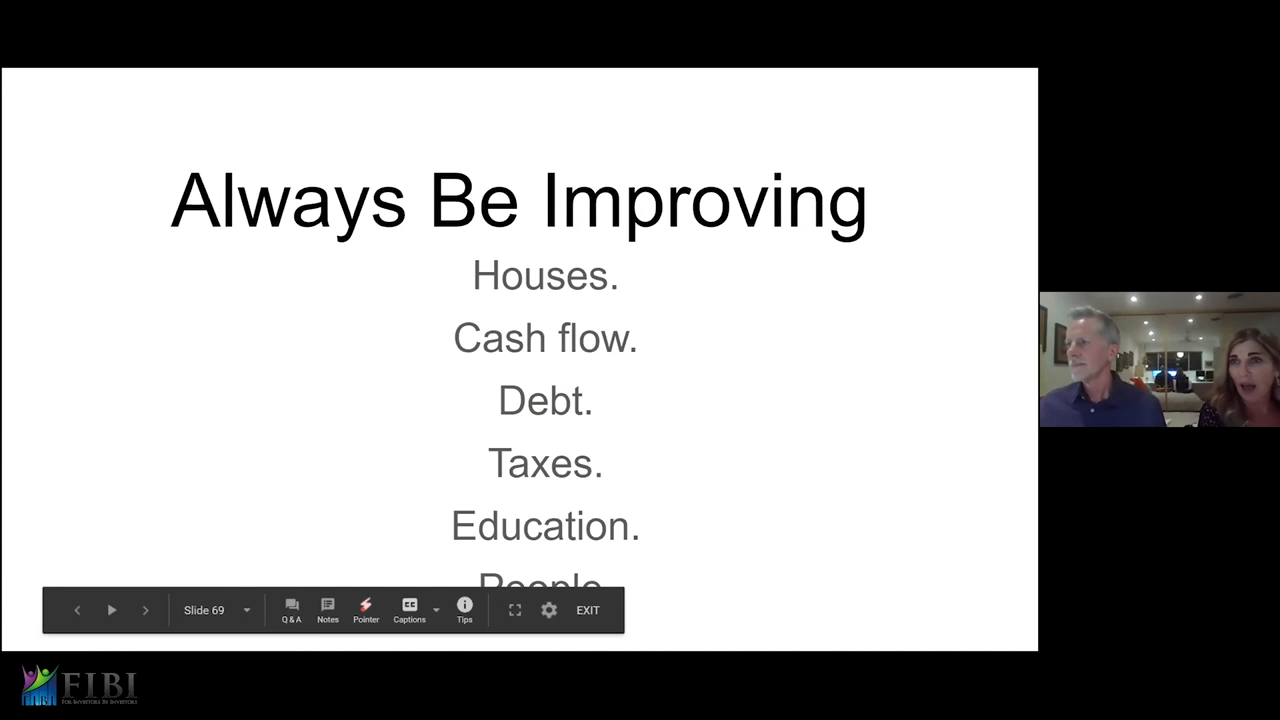 Always Be Improving
Houses.
Cash flow.
Debt.
Taxes.
Education.
People
Slide 69
Q & A
Notes
Pointer
CC
Captions
Tips
EXIT
FIBI
FOR INVESTORS BY INVESTORS